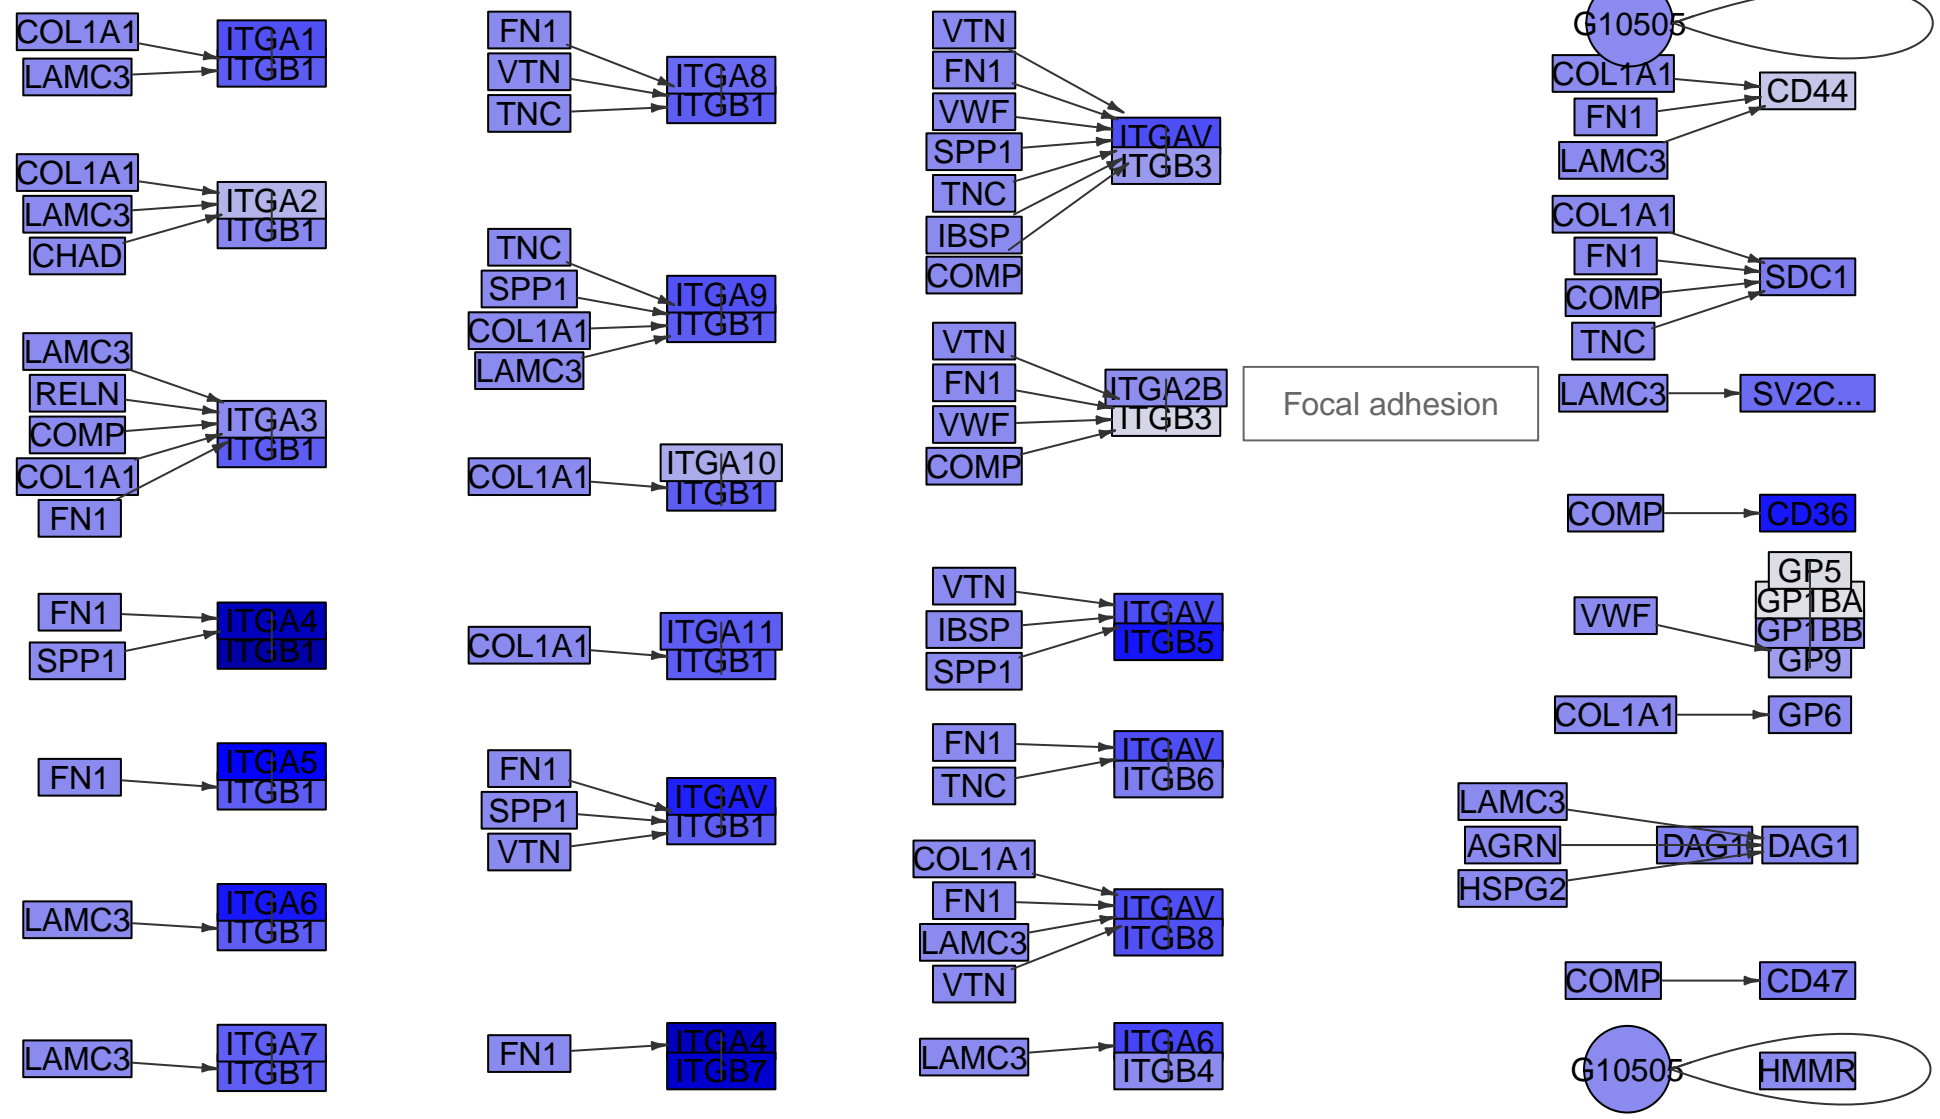 COL1A1
LAMC3
ITGA1
ITGB1
COL1A1
LAMC3
CHAD
ITGA2
ITGB1
LAMC3
RELN
COMP
COL1A1
FN1
ITGA3
ITGB1
FN1
SPP1
ITGA4
ITGB1
FN1
ITGA5
ITGB1
LAMC3
ITGA6
ITGB1
LAMC3
ITGA7
ITGB1
FN1
VTN
TNC
ITGA8
ITGB1
TNC
SPP1
COL1A1
LAMC3
ITGA9
ITGB1
COL1A1
ITGA10
ITGB1
COL1A1
ITGA11
ITGB1
FN1
SPP1
VTN
ITGAV
ITGB1
FN1
ITGA4
ITGB7
VTN
FN1
VWF
SPP1
TNC
IBSP
COMP
ITGAV
ITGB3
VTN
FN1
VWF
COMP
ITGA2B
ITGB3
Focal adhesion
VTN
IBSP
SPP1
ITGAV
ITGB5
FN1
TNC
ITGAV
ITGB6
COL1A1
FN1
LAMC3
VTN
ITGAV
ITGB8
LAMC3
ITGA6
ITGB4
G10505
COL1A1
FN1
LAMC3
CD44
COL1A1
FN1
COMP
TNC
SDC1
LAMC3
SV2C...
COMP
CD36
VWF
GP5
GP1BA
GP1BB
GP9
COL1A1
GP6
LAMC3
AGRN
HSPG2
DAG1
DAG1
COMP
CD47
G10505
HMMR